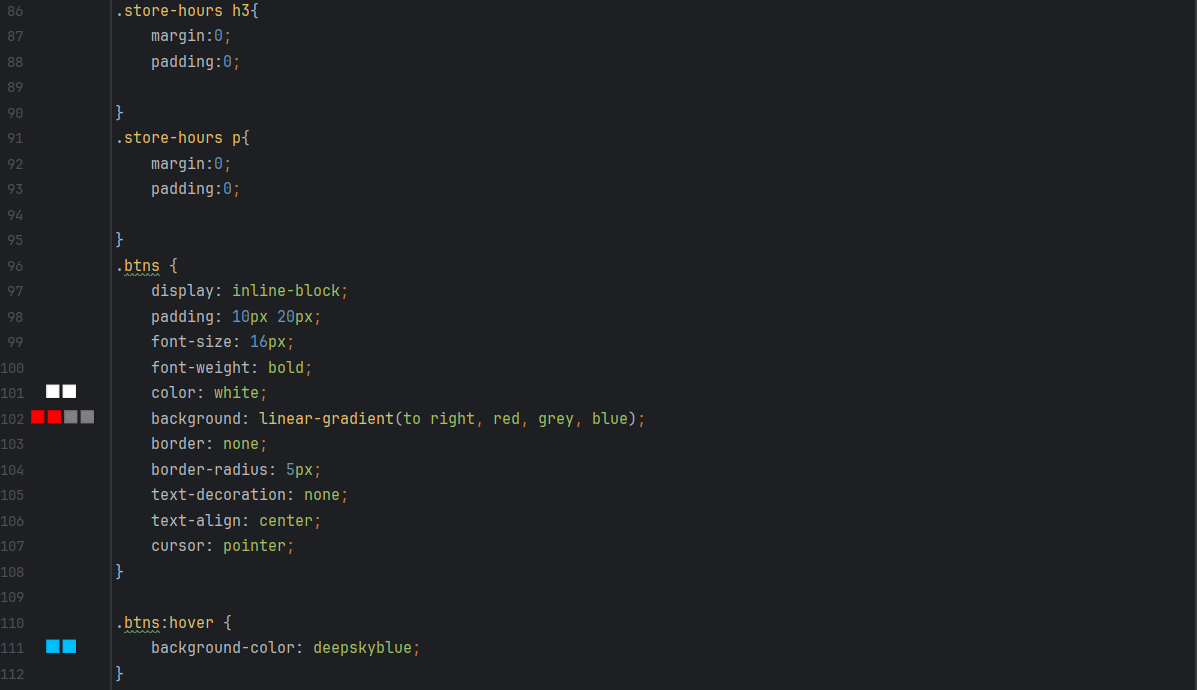 86 .store-hours h3{
87     margin:0;
88     padding:0;
89
90 }
91 .store-hours p{
92     margin:0;
93     padding:0;
94
95 }
96 .btns {
97     display: inline-block;
98     padding: 10px 20px;
99     font-size: 16px;
100     font-weight: bold;
101     color: white;
102     background: linear-gradient(to right, red, grey, blue);
103     border: none;
104     border-radius: 5px;
105     text-decoration: none;
106     text-align: center;
107     cursor: pointer;
108 }
109
110 .btns:hover {
111     background-color: deepskyblue;
112 }